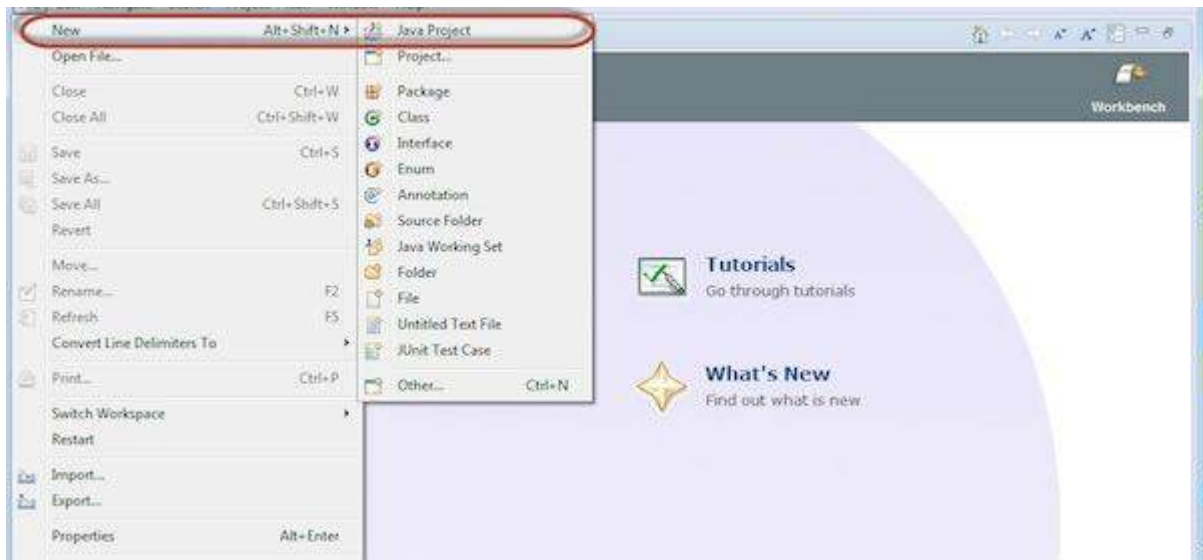 New Alt+Shift+N
Open File...
Close Ctrl+W
Close All Ctrl+Shift+W
Save Ctrl+S
Save As...
Save All Ctrl+Shift+S
Revert
Move...
Rename... F2
Refresh F5
Convert Line Delimiters To
Print... Ctrl+P
Switch Workspace
Restart
Import...
Export...
Properties Alt+Enter
Java Project
Project...
Package
Class
Interface
Enum
Annotation
Source Folder
Java Working Set
Folder
File
Untitled Text File
JUnit Test Case
Other... Ctrl+N
Workbench
Tutorials
Go through tutorials
What's New
Find out what is new